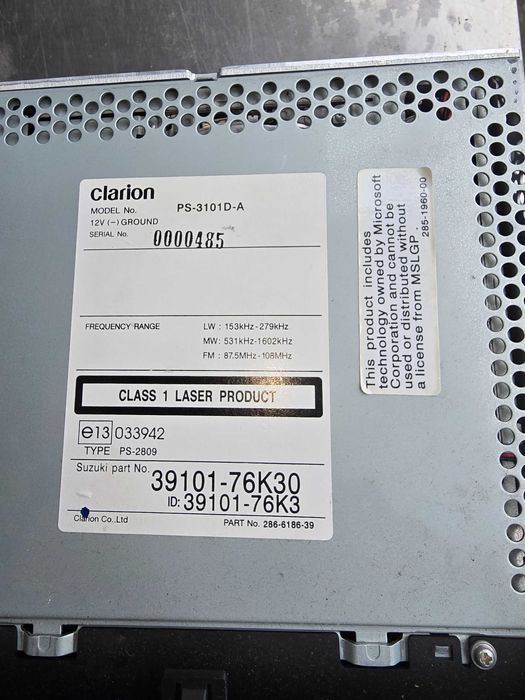 clarion
MODEL No. PS-3101D-A
12V (−) GROUND
SERIAL No. 0000485
FREQUENCY RANGE LW : 153kHz-279kHz
MW: 531kHz-1602kHz
FM : 87.5MHz-108MHz
CLASS 1 LASER PRODUCT
e13 033942
TYPE PS-2809
Suzuki part No. 39101-76K30
ID: 39101-76K3
Clarion Co.,Ltd PART No. 286-6186-39
This product includes
technology owned by Microsoft
Corporation and cannot be
used or distributed without
a license from MSLGP.
285-1960-00